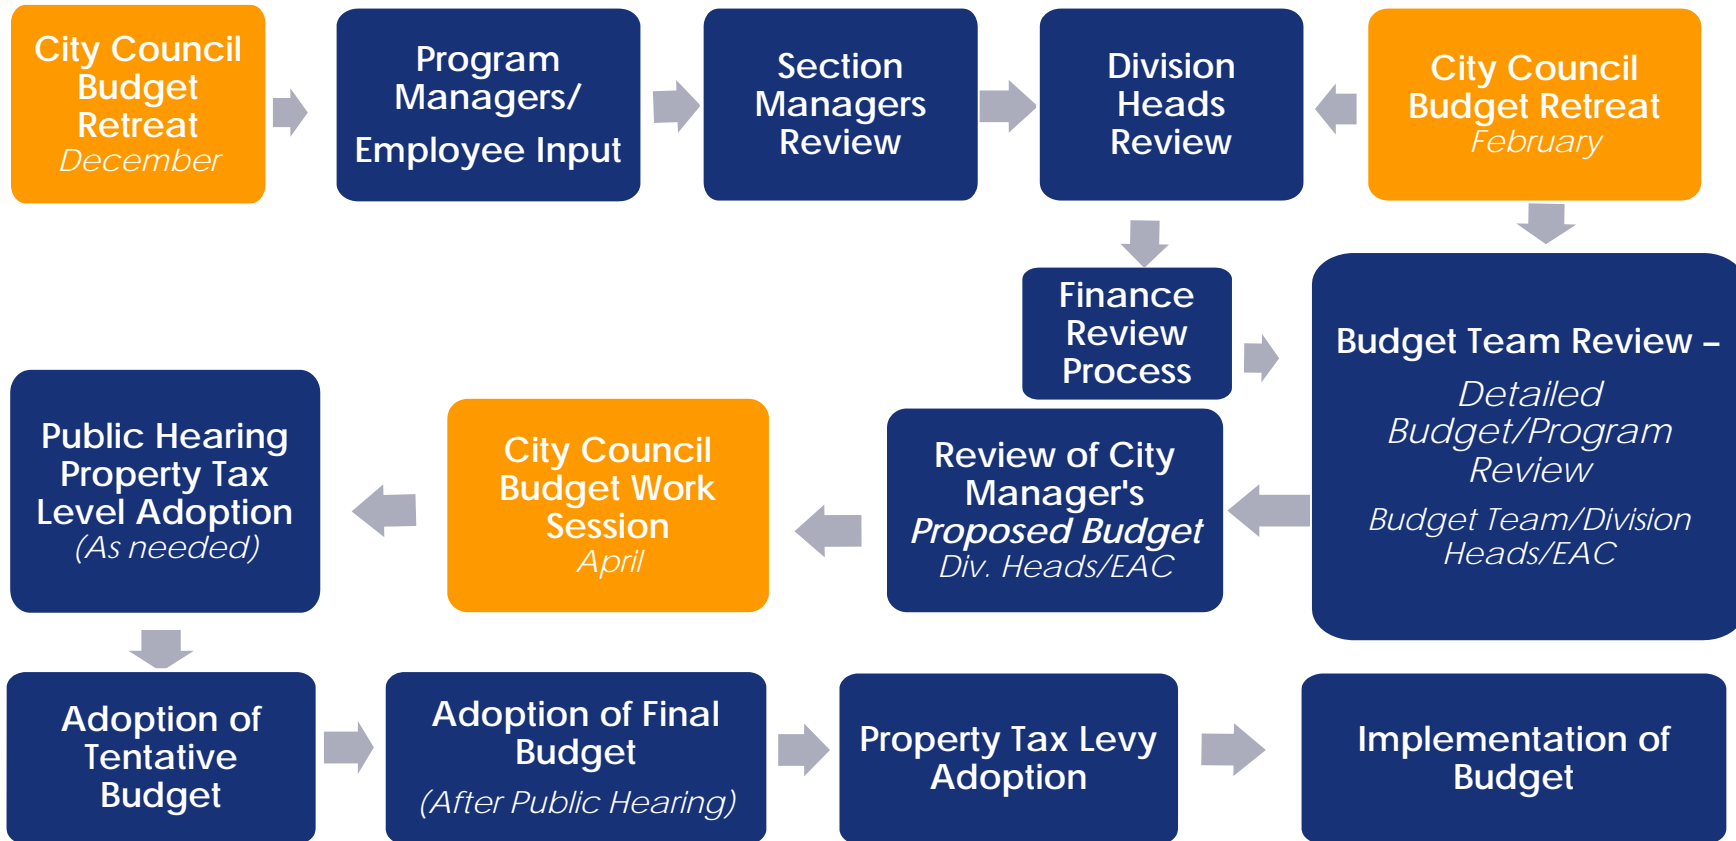 City Council
Budget
Retreat
December
Program
Managers/
Employee Input
Section
Managers
Review
Division
Heads
Review
City Council
Budget Retreat
February
Finance
Review
Process
Budget Team Review –
Detailed
Budget/Program
Review
Budget Team/Division
Heads/EAC
Review of City
Manager's
Proposed Budget
Div. Heads/EAC
City Council
Budget Work
Session
April
Public Hearing
Property Tax
Level Adoption
(As needed)
Adoption of
Tentative
Budget
Adoption of Final
Budget
(After Public Hearing)
Property Tax Levy
Adoption
Implementation of
Budget